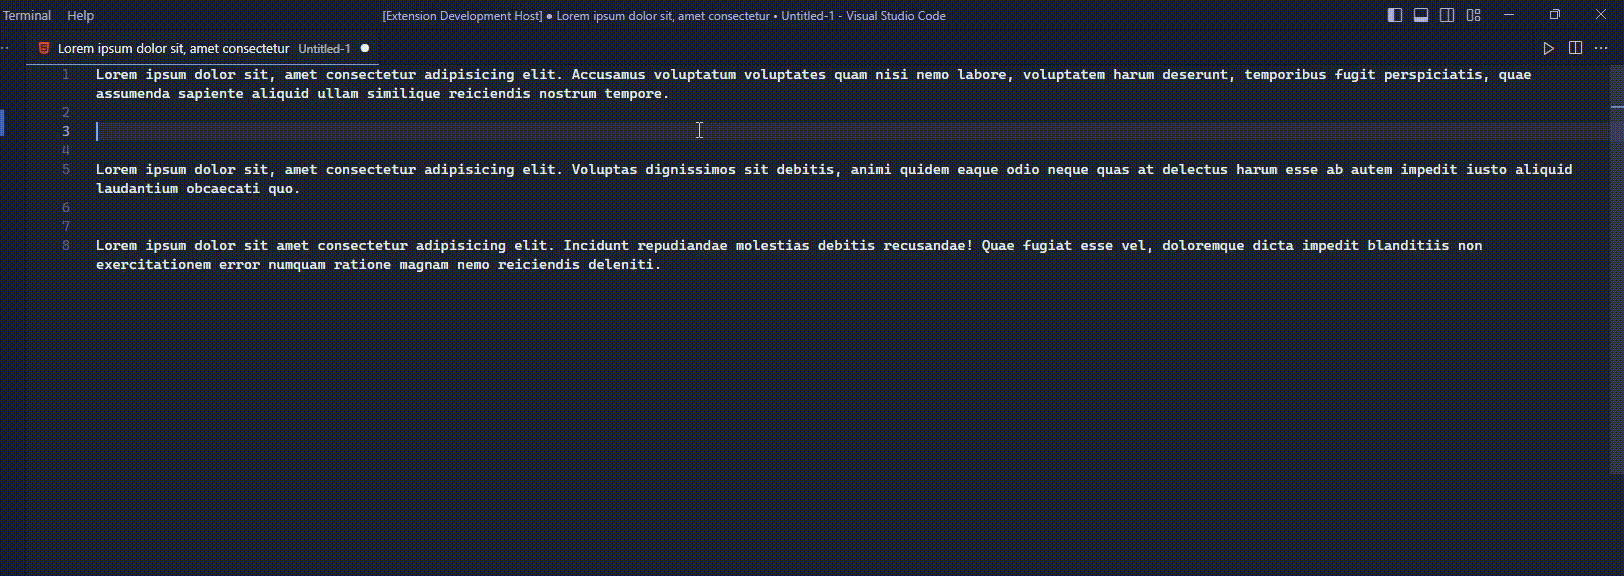 Terminal Help [Extension Development Host] ● Lorem ipsum dolor sit, amet consectetur • Untitled-1 - Visual Studio Code
Lorem ipsum dolor sit, amet consectetur Untitled-1 ●
1 Lorem ipsum dolor sit, amet consectetur adipisicing elit. Accusamus voluptatum voluptates quam nisi nemo labore, voluptatem harum deserunt, temporibus fugit perspiciatis, quae
assumenda sapiente aliquid ullam similique reiciendis nostrum tempore.
2
3
4
5 Lorem ipsum dolor sit, amet consectetur adipisicing elit. Voluptas dignissimos sit debitis, animi quidem eaque odio neque quas at delectus harum esse ab autem impedit iusto aliquid
laudantium obcaecati quo.
6
7
8 Lorem ipsum dolor sit amet consectetur adipisicing elit. Incidunt repudiandae molestias debitis recusandae! Quae fugiat esse vel, doloremque dicta impedit blanditiis non
exercitationem error numquam ratione magnam nemo reiciendis deleniti.